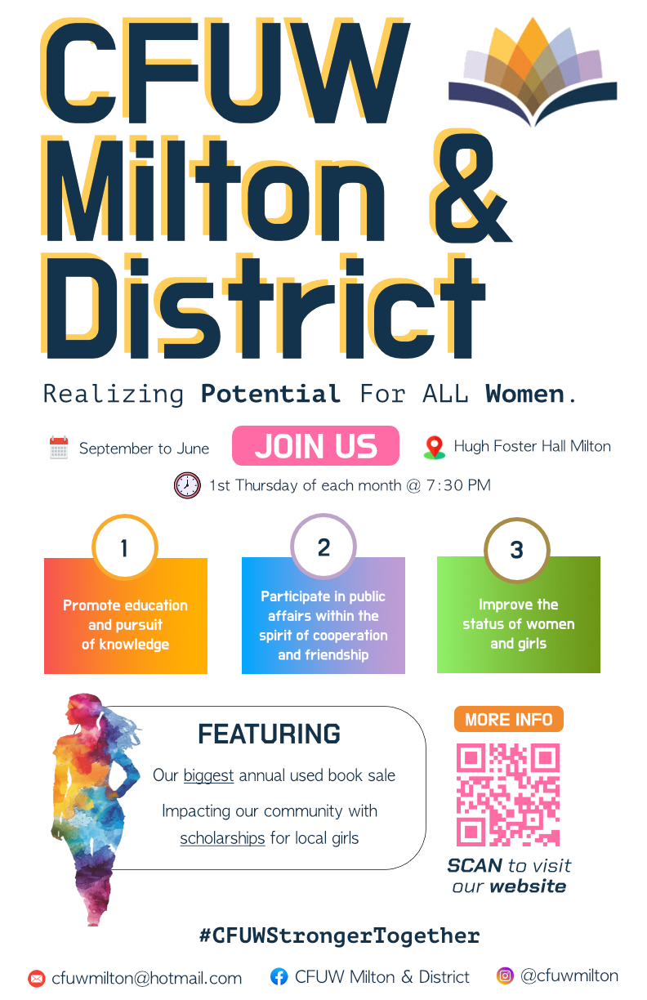 CFUW
Milton &
District
Realizing Potential For ALL Women.
September to June
JOIN US
Hugh Foster Hall Milton
1st Thursday of each month @ 7:30 PM
1
Promote education
and pursuit
of knowledge
2
Participate in public
affairs within the
spirit of cooperation
and friendship
3
Improve the
status of women
and girls
FEATURING
Our biggest annual used book sale
Impacting our community with
scholarships for local girls
MORE INFO
SCAN to visit
our website
#CFUWStrongerTogether
cfuwmilton@hotmail.com
CFUW Milton & District
@cfuwmilton